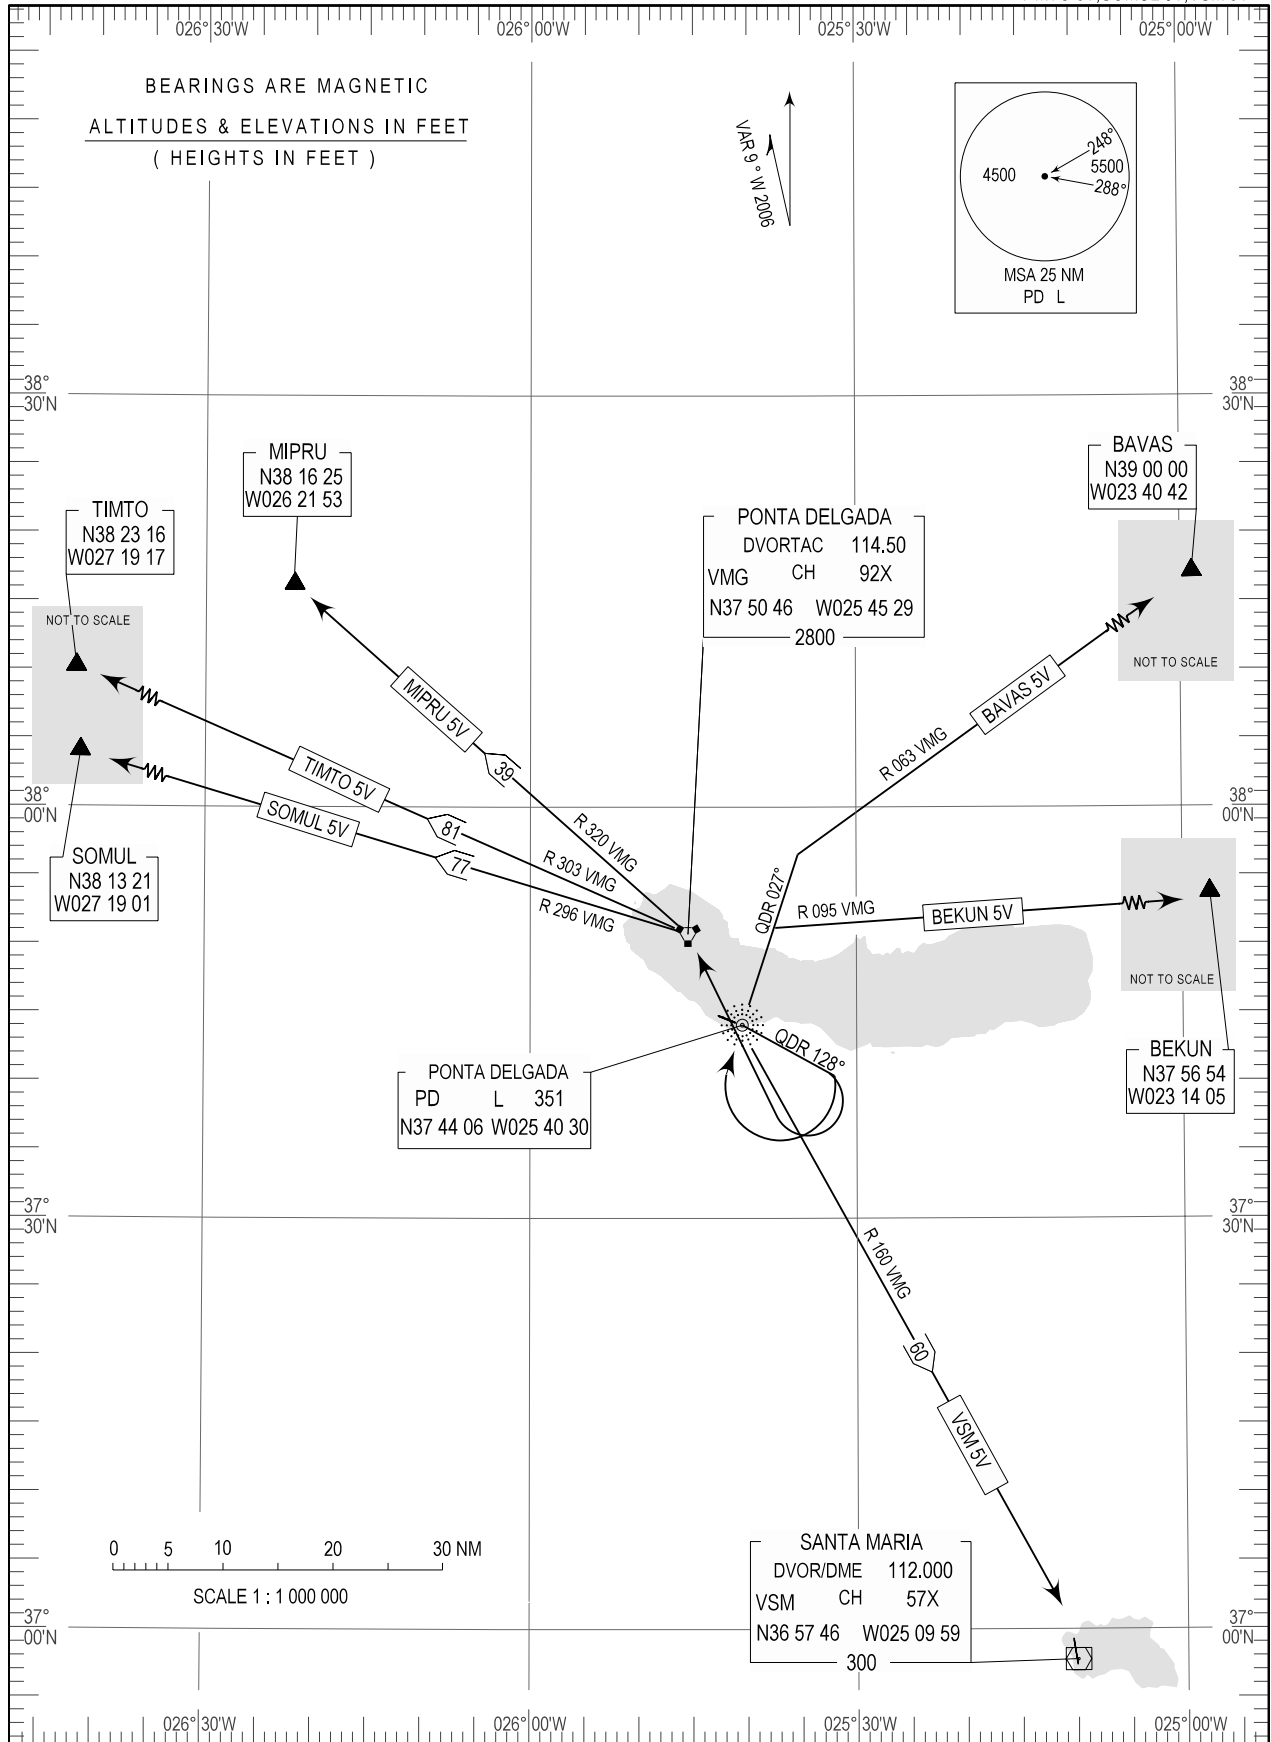 026°30'W
026°00'W
025°30'W
025°00'W
BEARINGS ARE MAGNETIC
ALTITUDES & ELEVATIONS IN FEET
( HEIGHTS IN FEET )
VAR 9 ° W 2006
248°
4500
5500
288°
MSA 25 NM
PD L
38°
30'N
38°
30'N
MIPRU
N38 16 25
W026 21 53
BAVAS
N39 00 00
W023 40 42
TIMTO
N38 23 16
W027 19 17
PONTA DELGADA
DVORTAC 114.50
VMG CH 92X
N37 50 46 W025 45 29
2800
NOT TO SCALE
NOT TO SCALE
MIPRU 5V
BAVAS 5V
R 063 VMG
39
TIMTO 5V
38°
00'N
SOMUL 5V
38°
00'N
81
R 320 VMG
77
R 303 VMG
R 296 VMG
SOMUL
N38 13 21
W027 19 01
QDR 027°
R 095 VMG
BEKUN 5V
NOT TO SCALE
QDR 128°
PONTA DELGADA
PD L 351
N37 44 06 W025 40 30
BEKUN
N37 56 54
W023 14 05
37°
30'N
37°
30'N
R 160 VMG
60
VSM 5V
0 5 10 20 30 NM
SCALE 1 : 1 000 000
SANTA MARIA
DVOR/DME 112.000
VSM CH 57X
N36 57 46 W025 09 59
300
37°
00'N
37°
00'N
026°30'W
026°00'W
025°30'W
025°00'W